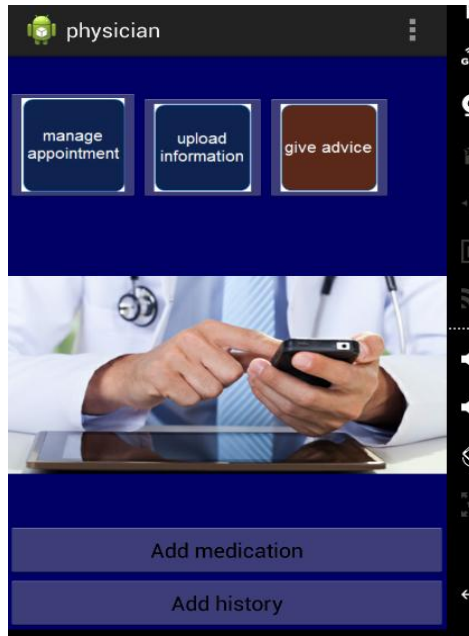 physician
manage
appointment
upload
information
give advice
Add medication
Add history